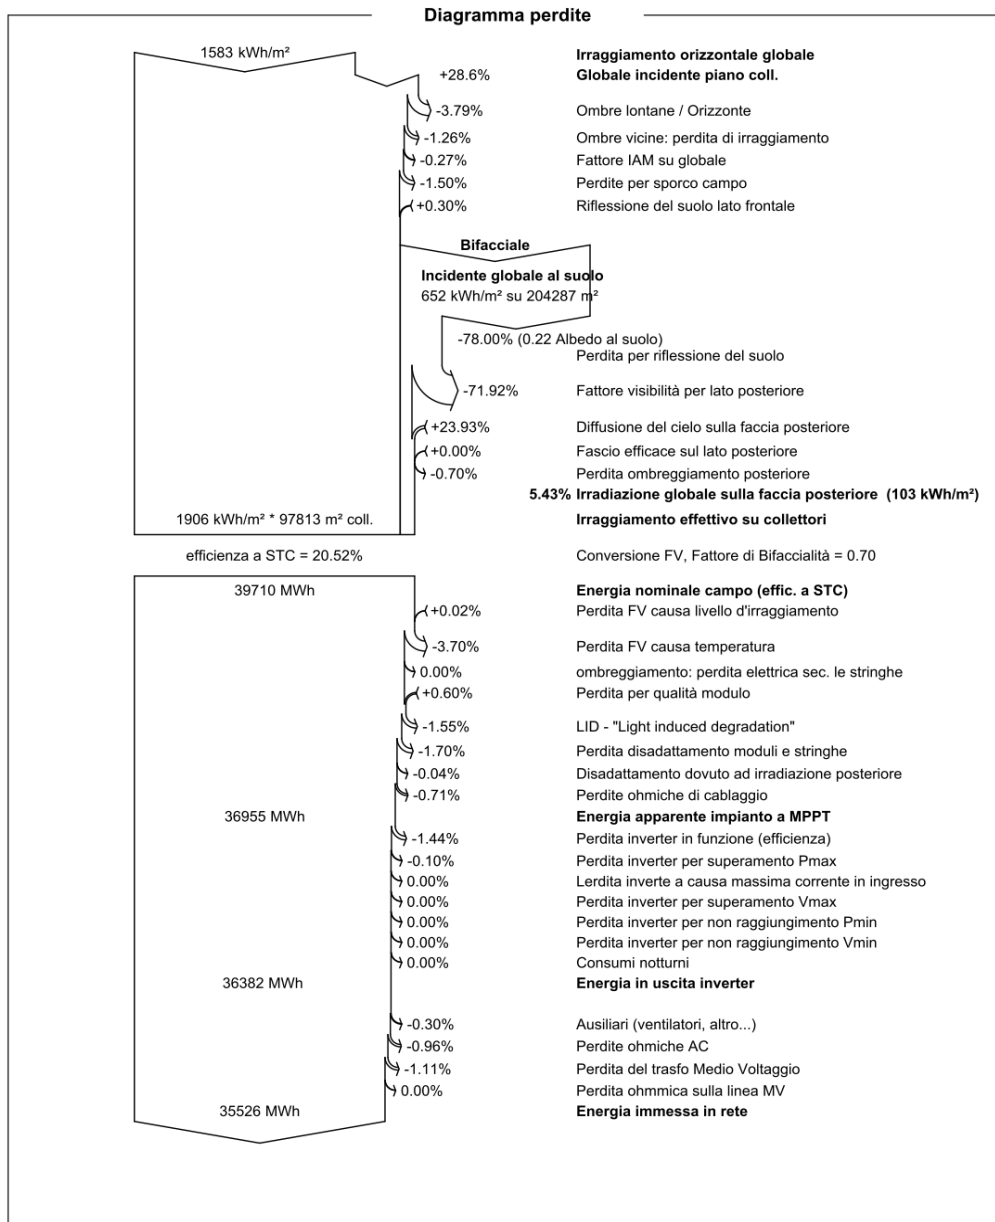 Diagramma perdite
1583 kWh/m² Irraggiamento orizzontale globale
+28.6% Globale incidente piano coll.
-3.79% Ombre lontane / Orizzonte
-1.26% Ombre vicine: perdita di irraggiamento
-0.27% Fattore IAM su globale
-1.50% Perdite per sporco campo
+0.30% Riflessione del suolo lato frontale
Bifacciale
Incidente globale al suolo
652 kWh/m² su 204287 m²
-78.00% (0.22 Albedo al suolo)
Perdita per riflessione del suolo
-71.92% Fattore visibilità per lato posteriore
+23.93% Diffusione del cielo sulla faccia posteriore
+0.00% Fascio efficace sul lato posteriore
-0.70% Perdita ombreggiamento posteriore
5.43% Irradiazione globale sulla faccia posteriore (103 kWh/m²)
1906 kWh/m² * 97813 m² coll. Irraggiamento effettivo su collettori
efficienza a STC = 20.52% Conversione FV, Fattore di Bifaccialità = 0.70
39710 MWh Energia nominale campo (effic. a STC)
+0.02% Perdita FV causa livello d'irraggiamento
-3.70% Perdita FV causa temperatura
0.00% ombreggiamento: perdita elettrica sec. le stringhe
+0.60% Perdita per qualità modulo
-1.55% LID - "Light induced degradation"
-1.70% Perdita disadattamento moduli e stringhe
-0.04% Disadattamento dovuto ad irradiazione posteriore
-0.71% Perdite ohmiche di cablaggio
36955 MWh Energia apparente impianto a MPPT
-1.44% Perdita inverter in funzione (efficienza)
-0.10% Perdita inverter per superamento Pmax
0.00% Lerdita inverte a causa massima corrente in ingresso
0.00% Perdita inverter per superamento Vmax
0.00% Perdita inverter per non raggiungimento Pmin
0.00% Perdita inverter per non raggiungimento Vmin
0.00% Consumi notturni
36382 MWh Energia in uscita inverter
-0.30% Ausiliari (ventilatori, altro...)
-0.96% Perdite ohmiche AC
-1.11% Perdita del trasfo Medio Voltaggio
0.00% Perdita ohmmica sulla linea MV
35526 MWh Energia immessa in rete